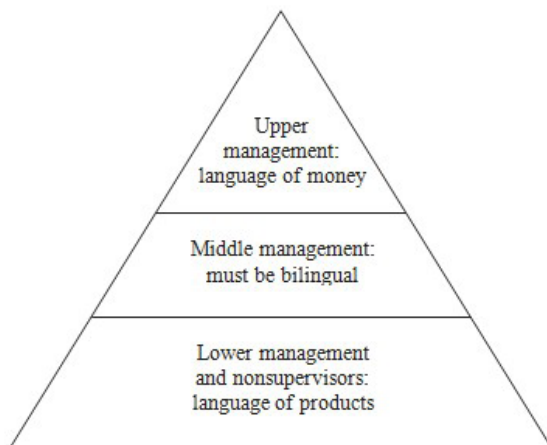 Upper
management:
language of money
Middle management:
must be bilingual
Lower management
and nonsupervisors:
language of products